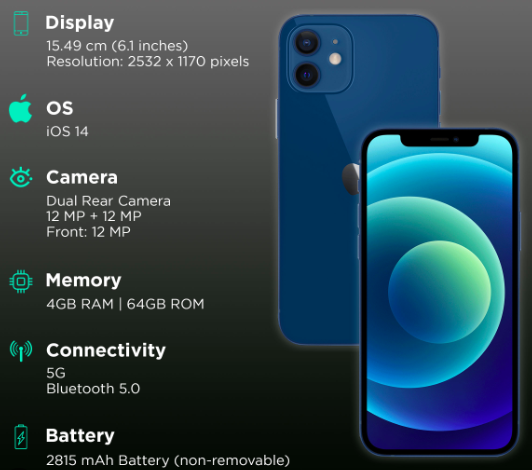 Display
15.49 cm (6.1 inches)
Resolution: 2532 x 1170 pixels
OS
iOS 14
Camera
Dual Rear Camera
12 MP + 12 MP
Front: 12 MP
Memory
4GB RAM | 64GB ROM
Connectivity
5G
Bluetooth 5.0
Battery
2815 mAh Battery (non-removable)